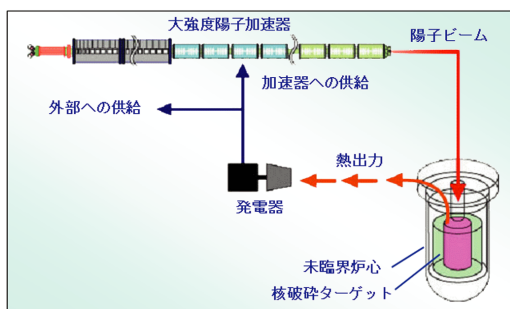 大強度陽子加速器
陽子ビーム
加速器への供給
外部への供給
熱出力
発電器
未臨界炉心
核破砕ターゲット